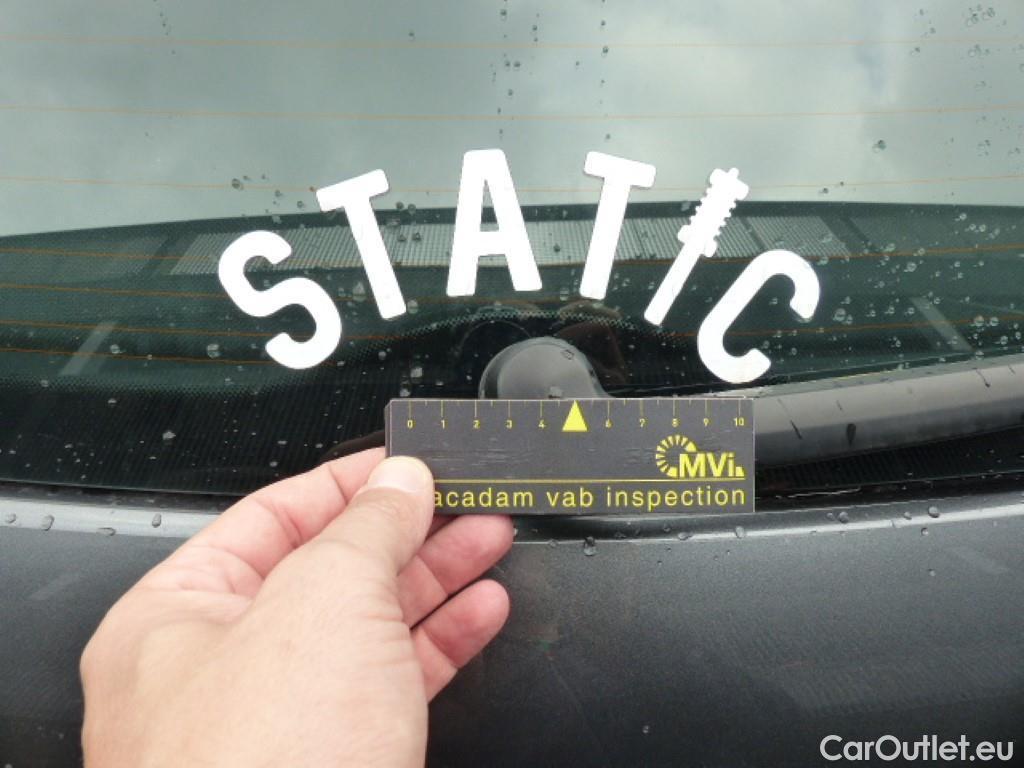 STATIC
0 1 2 3 4 6 7 8 9 10
MVi
acadam vab inspection
CarOutlet.eu